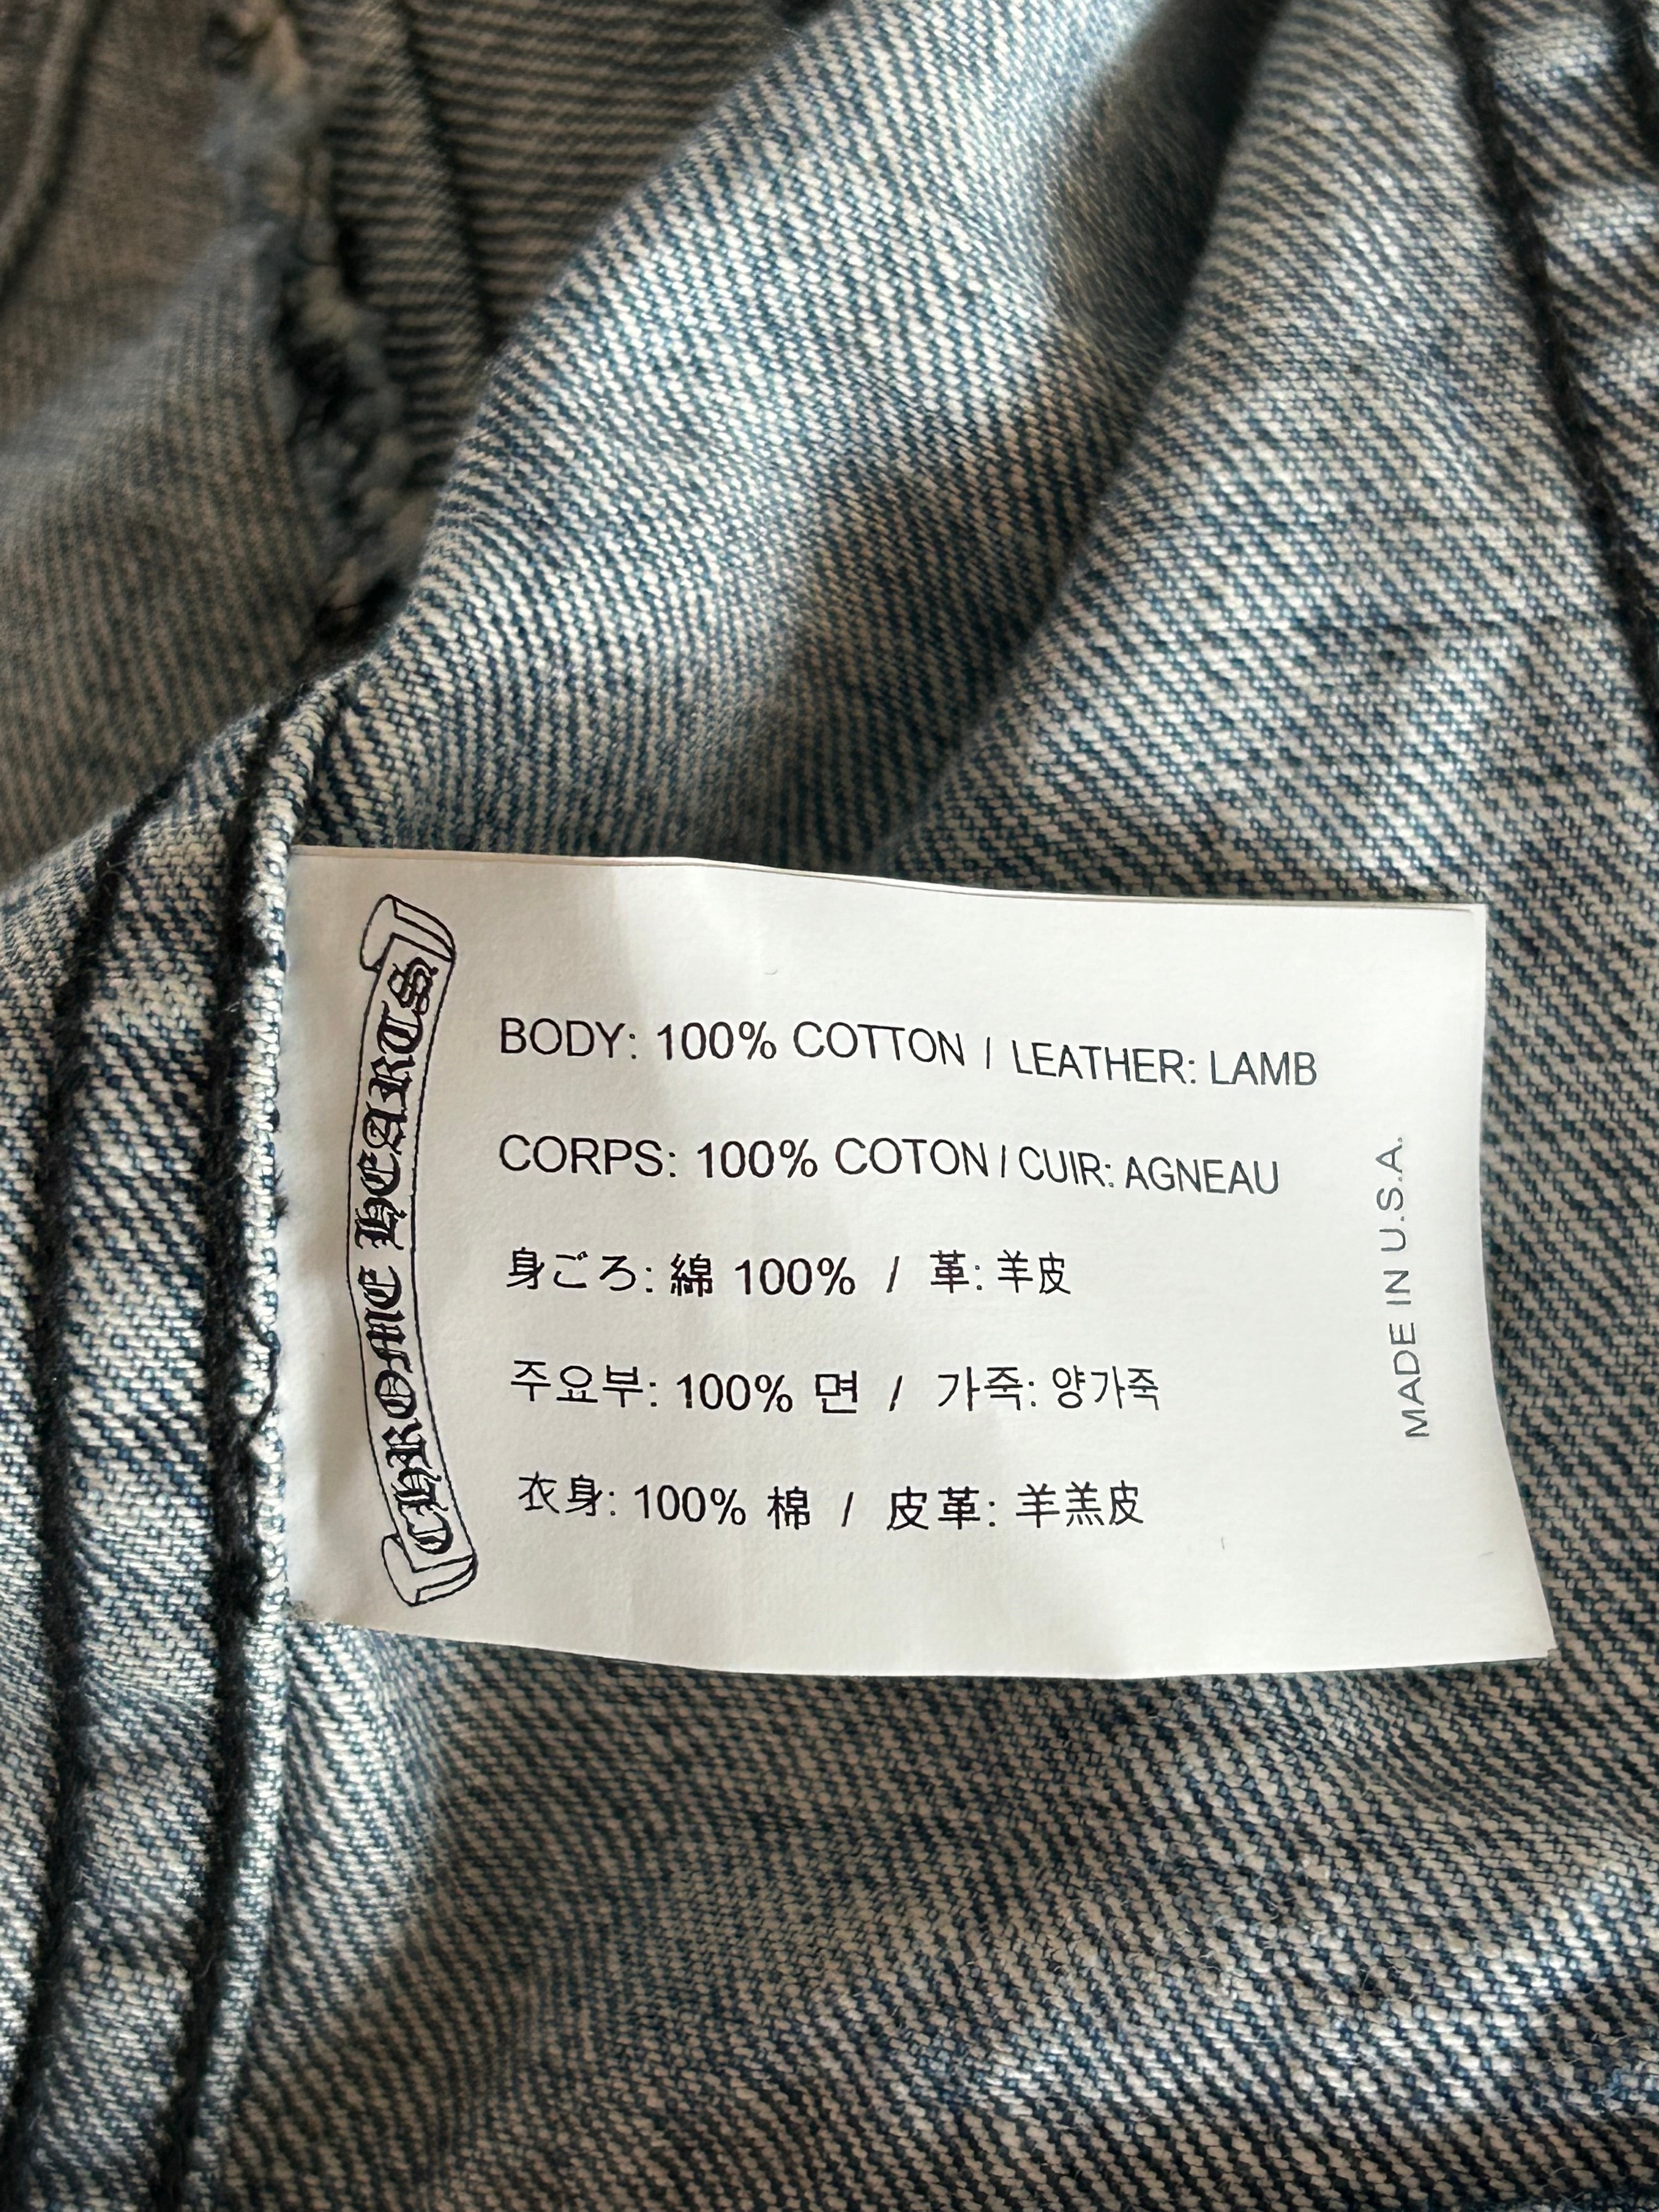 CHROME HEARTS
BODY: 100% COTTON / LEATHER: LAMB
CORPS: 100% COTON / CUIR: AGNEAU
身ごろ: 綿 100% / 革: 羊皮
주요부: 100% 면 / 가죽: 양가죽
衣身: 100% 棉 / 皮革: 羊羔皮
MADE IN U.S.A.